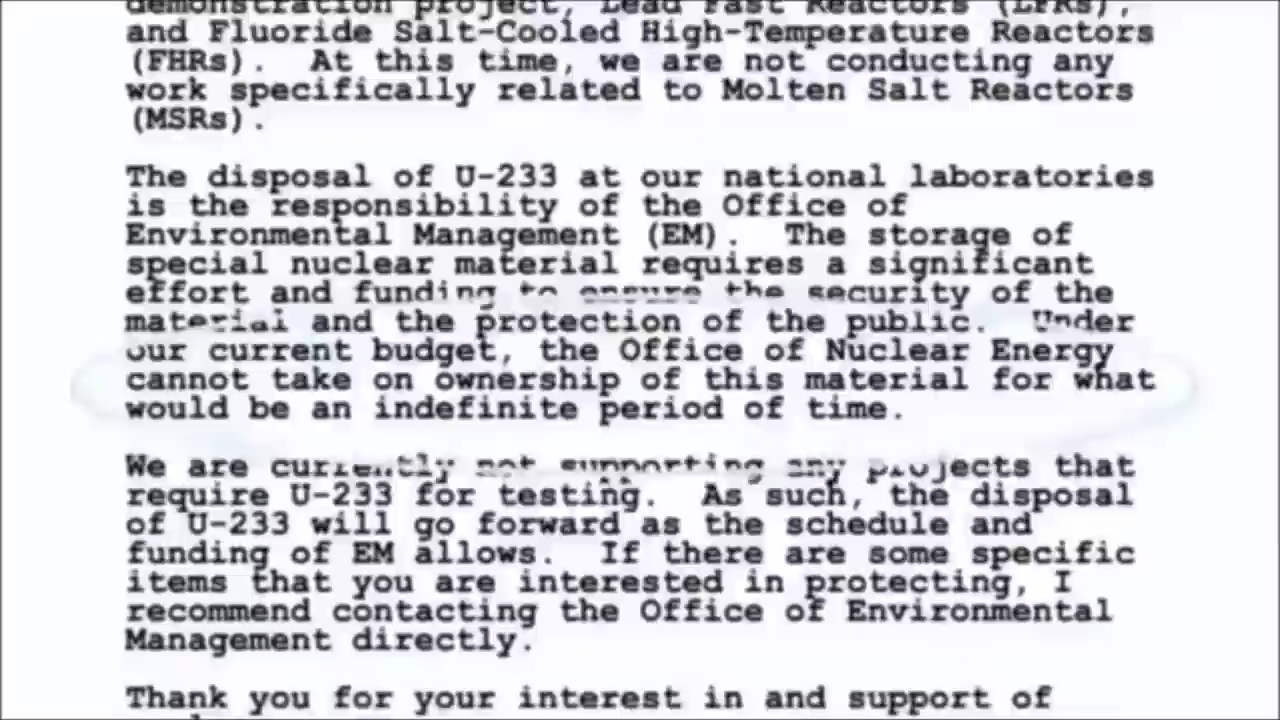 demonstration project, Lead Fast Reactors (LFRs),
and Fluoride Salt-Cooled High-Temperature Reactors
(FHRs).  At this time, we are not conducting any
work specifically related to Molten Salt Reactors
(MSRs).
The disposal of U-233 at our national laboratories
is the responsibility of the Office of
Environmental Management (EM).  The storage of
special nuclear material requires a significant
effort and funding to ensure the security of the
material and the protection of the public.  Under
our current budget, the Office of Nuclear Energy
cannot take on ownership of this material for what
would be an indefinite period of time.
We are currently not supporting any projects that
require U-233 for testing.  As such, the disposal
of U-233 will go forward as the schedule and
funding of EM allows.  If there are some specific
items that you are interested in protecting, I
recommend contacting the Office of Environmental
Management directly.
Thank you for your interest in and support of